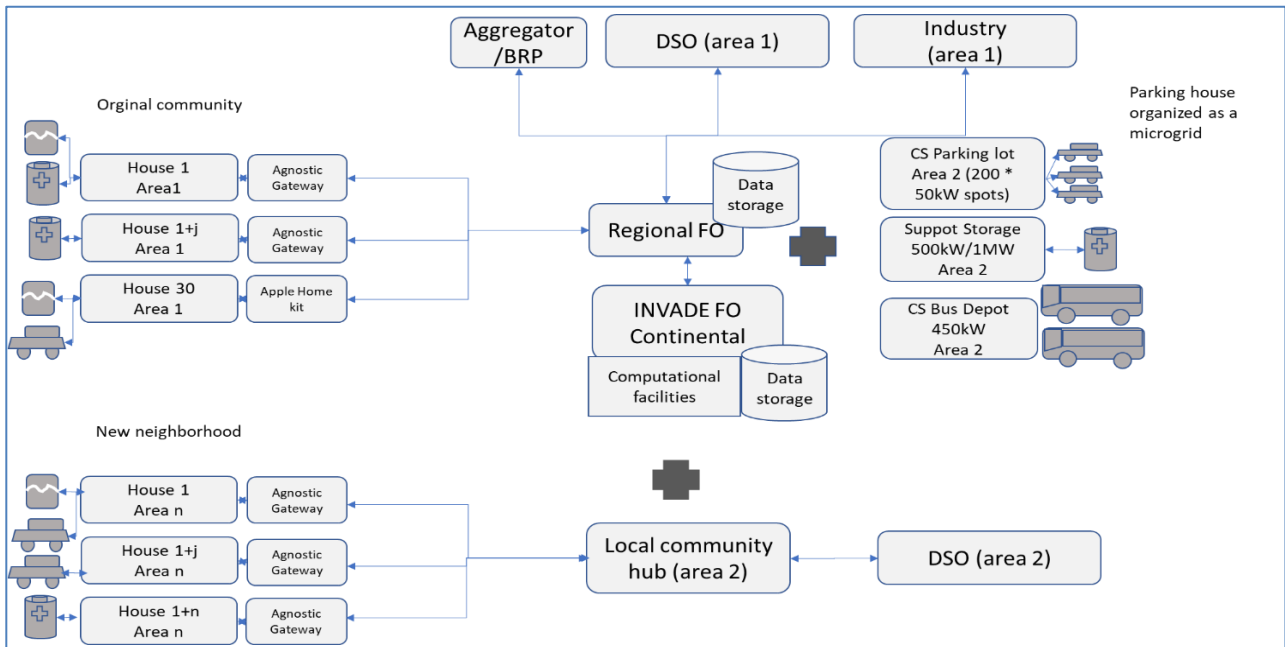 Aggregator
/BRP
DSO (area 1)
Industry
(area 1)
Orginal community
Parking house
organized as a
microgrid
House 1
Area1
Agnostic
Gateway
House 1+j
Area 1
Agnostic
Gateway
House 30
Area 1
Apple Home
kit
Data
storage
Regional FO
INVADE FO
Continental
Computational
facilities
Data
storage
CS Parking lot
Area 2 (200 *
50kW spots)
Suppot Storage
500kW/1MW
Area 2
CS Bus Depot
450kW
Area 2
New neighborhood
House 1
Area n
Agnostic
Gateway
House 1+j
Area n
Agnostic
Gateway
House 1+n
Area n
Agnostic
Gateway
Local community
hub (area 2)
DSO (area 2)